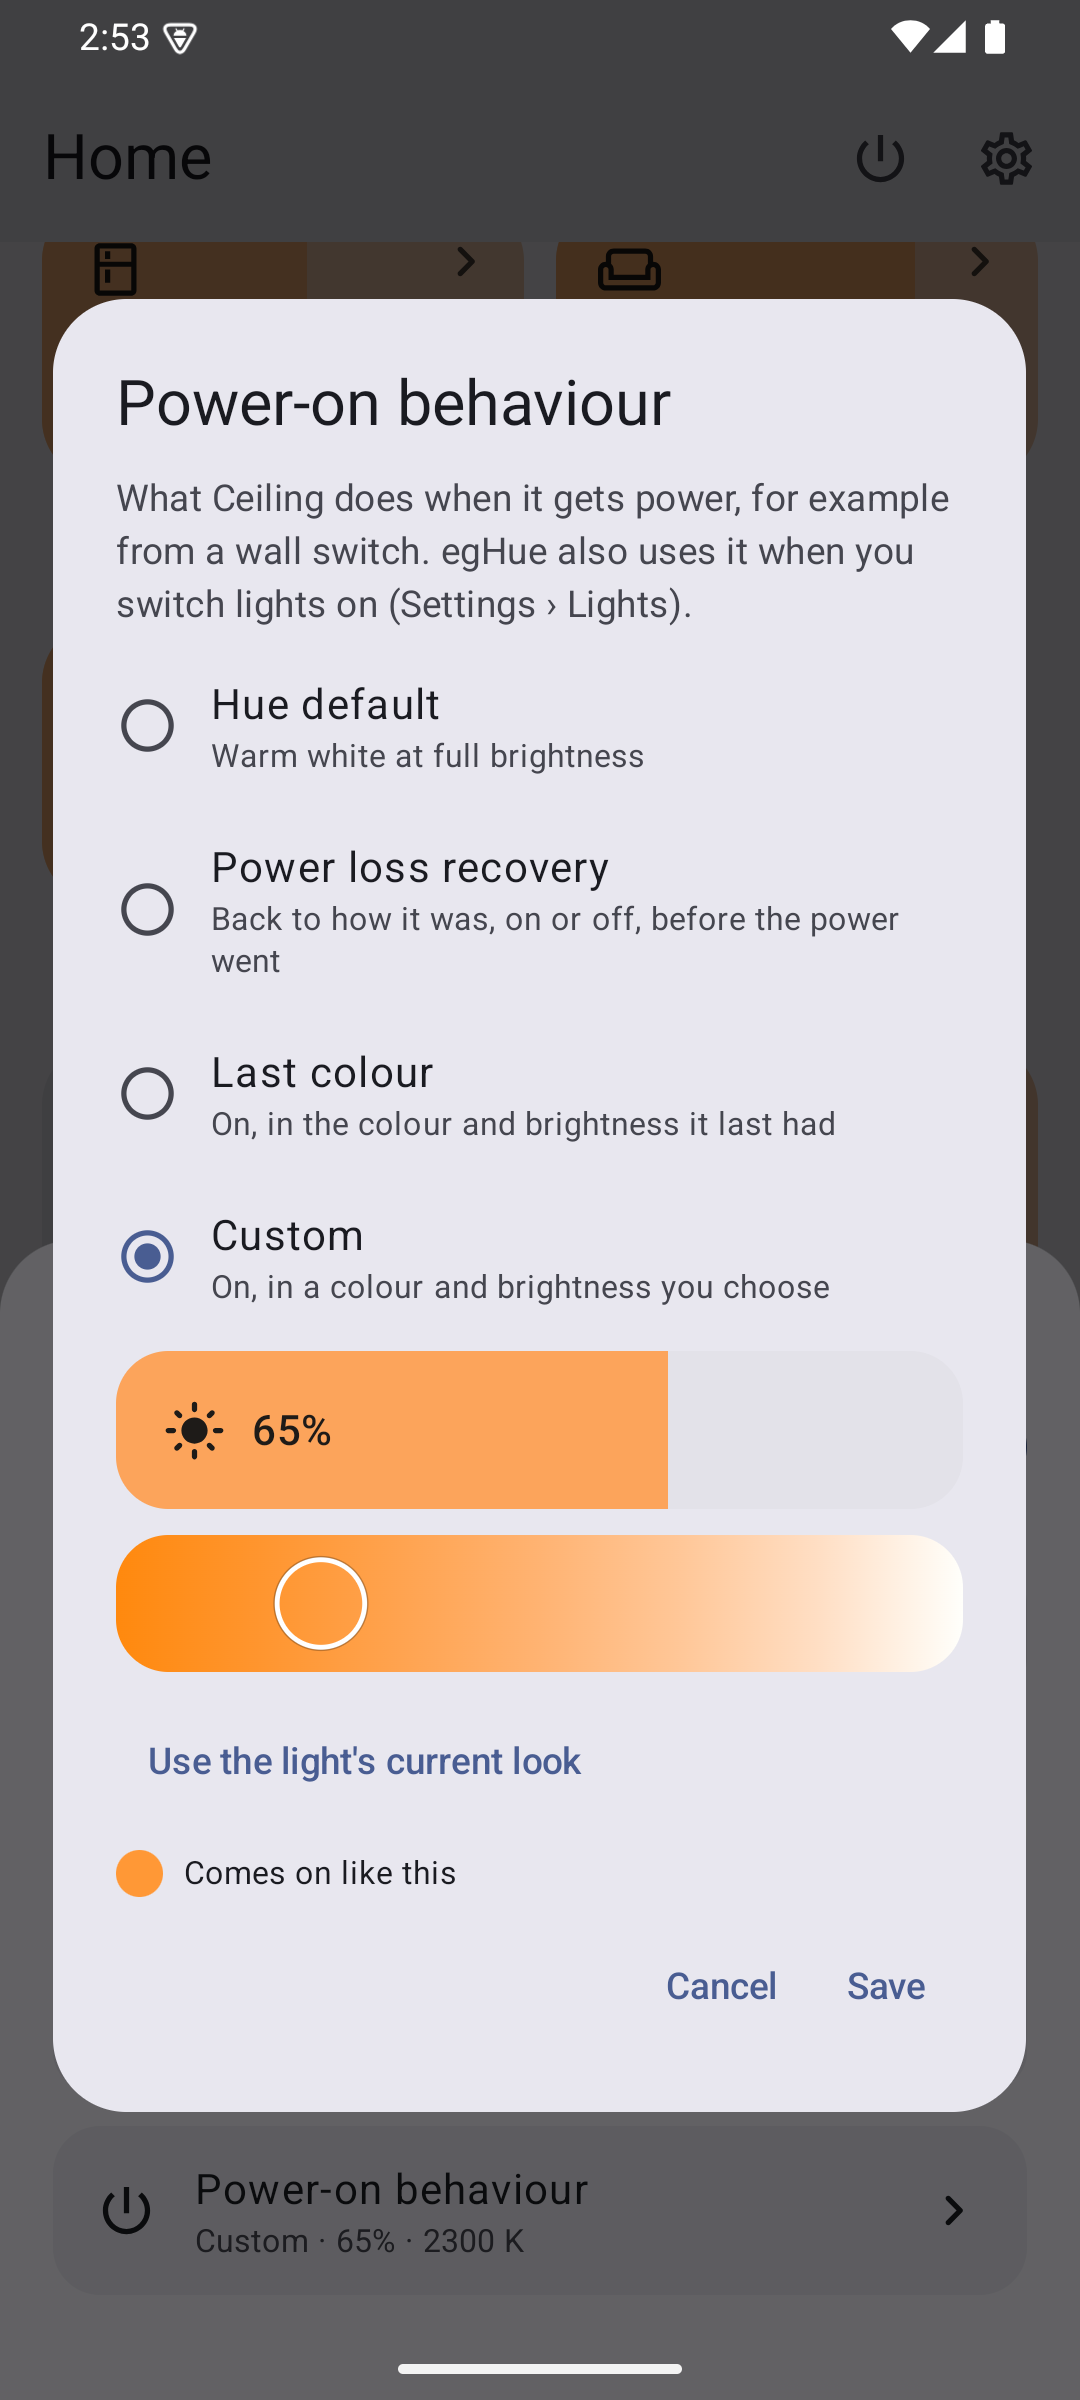 2:53
Home
Power-on behaviour
What Ceiling does when it gets power, for example
from a wall switch. egHue also uses it when you
switch lights on (Settings › Lights).
Hue default
Warm white at full brightness
Power loss recovery
Back to how it was, on or off, before the power
went
Last colour
On, in the colour and brightness it last had
Custom
On, in a colour and brightness you choose
65%
Use the light's current look
Comes on like this
Cancel Save
Power-on behaviour
Custom · 65% · 2300 K